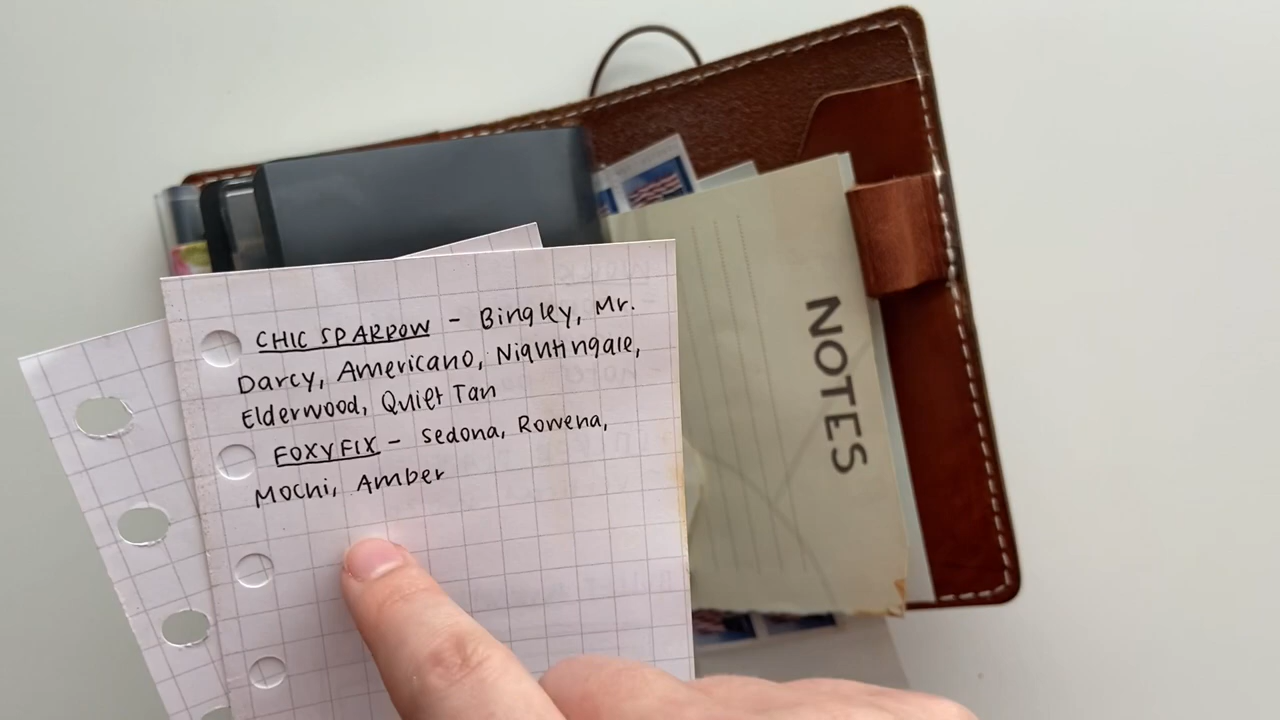 CHIC SPARROW - Bingley, Mr.
Darcy, Americano, Nightingale,
Elderwood, Quiet Tan
FOXYFIX - Sedona, Rowena,
Mochi, Amber
NOTES